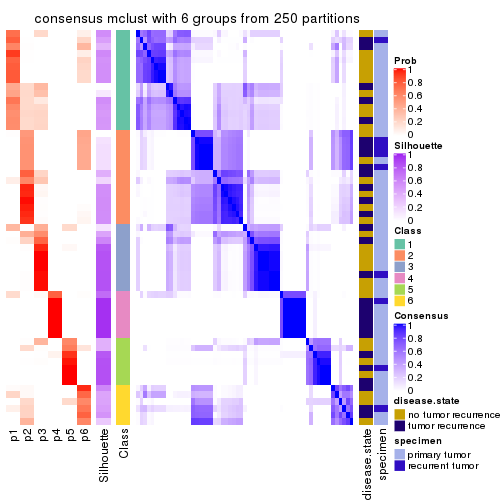 consensus mclust with 6 groups from 250 partitions
p1
p2
p3
p4
p5
p6
Silhouette
Class
disease.state
specimen
Prob
1
0.8
0.6
0.4
0.2
0
Silhouette
1
0.8
0.6
0.4
0.2
0
Class
1
2
3
4
5
6
Consensus
1
0.8
0.6
0.4
0.2
0
disease.state
no tumor recurrence
tumor recurrence
specimen
primary tumor
recurrent tumor